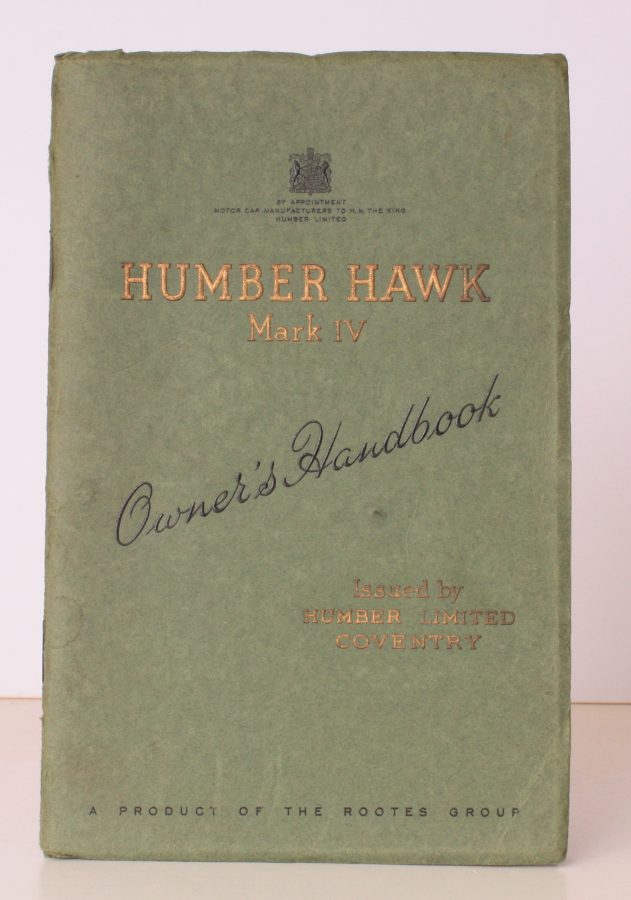 BY APPOINTMENT
MOTOR CAR MANUFACTURERS TO H.M. THE KING
HUMBER LIMITED
HUMBER HAWK
Mark IV
Owner's Handbook
Issued by
HUMBER LIMITED
COVENTRY
A PRODUCT OF THE ROOTES GROUP